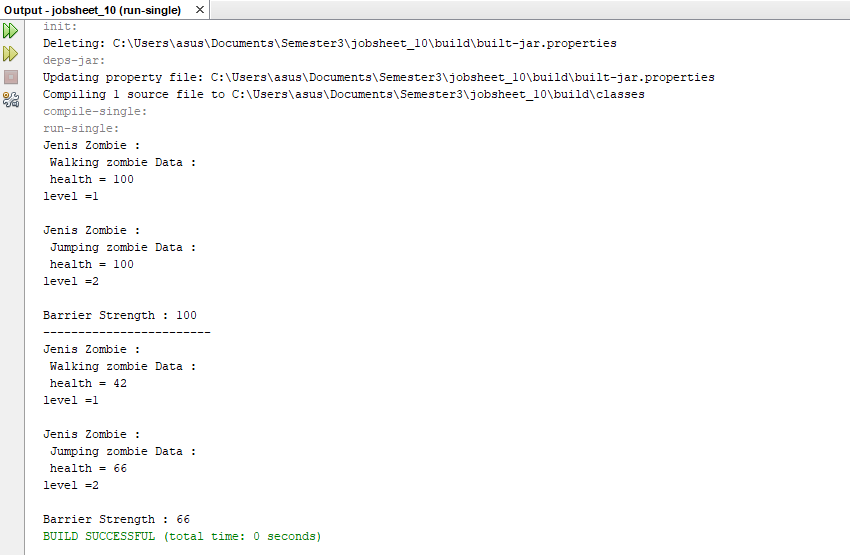 Output - jobsheet_10 (run-single) ×
init:
Deleting: C:\Users\asus\Documents\Semester3\jobsheet_10\build\built-jar.properties
deps-jar:
Updating property file: C:\Users\asus\Documents\Semester3\jobsheet_10\build\built-jar.properties
Compiling 1 source file to C:\Users\asus\Documents\Semester3\jobsheet_10\build\classes
compile-single:
run-single:
Jenis Zombie :
 Walking zombie Data :
 health = 100
level =1

Jenis Zombie :
 Jumping zombie Data :
 health = 100
level =2

Barrier Strength : 100
------------------------
Jenis Zombie :
 Walking zombie Data :
 health = 42
level =1

Jenis Zombie :
 Jumping zombie Data :
 health = 66
level =2

Barrier Strength : 66
BUILD SUCCESSFUL (total time: 0 seconds)